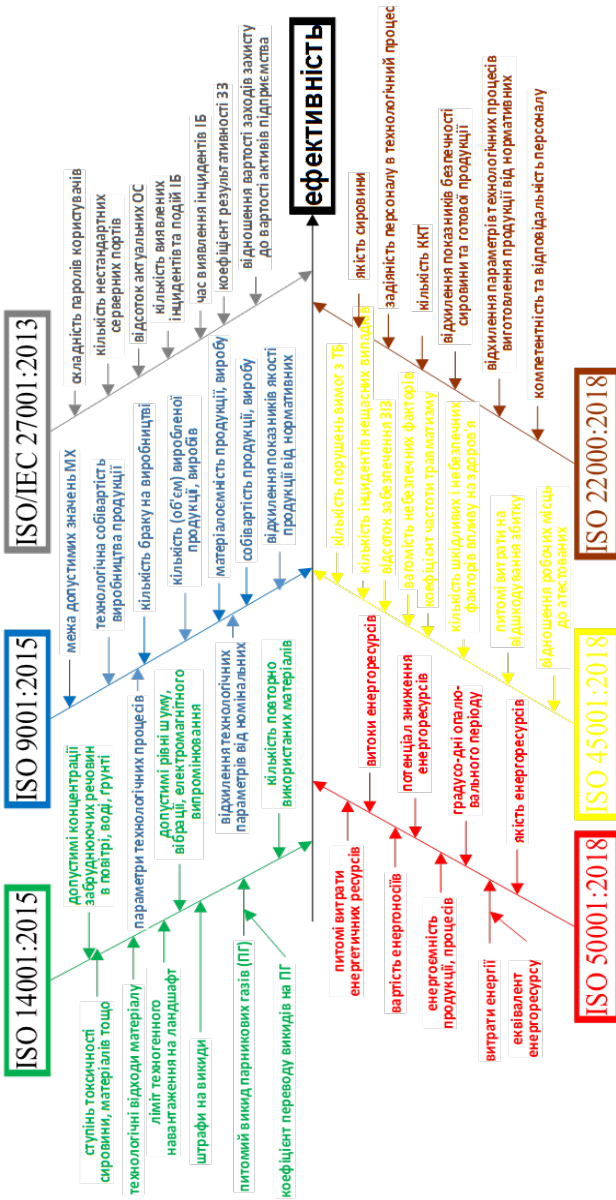 ISO 14001:2015
ISO 9001:2015
ISO/IEC 27001:2013
допустимі концентрації
забруднюючих речовин
в повітрі, воді, ґрунті
ступінь токсичності
сировини, матеріалів тощо
технологічні відходи матеріалу
ліміт техногенного
навантаження на ландшафт
допустимі рівні шуму,
вібрації, електромагнітного
випромінювання
штрафи на викиди
питомий викид парникових газів (ПГ)
кількість повторно
використаних матеріалів
коефіцієнт переводу викидів на ПГ
межа допустимих значень МХ
технологічна собівартість
виробництва продукції
параметри технологічних процесів
кількість браку на виробництві
кількість (об'єм) виробленої
продукції, виробів
матеріалоємність продукції, виробу
відхилення технологічних
параметрів від юмінальних
собівартість продукції, виробу
відхилення показників якості
продукції від нормативних
складність паролів користувачів
кількість нестандартних
серверних портів
відсоток актуальних ОС
кількість виявлених
інцидентів та подій ІБ
час виявлення інцидентів ІБ
коефіцієнт результативності ЗЗ
відношення вартості заходів захисту
до вартості активів підприємства
ефективність
питомі витрати
енергетичних ресурсів
витоки енергоресурсів
вартість енергоносіїв
потенціал зниження
енергоресурсів
енергоємність
продукції, процесів
градусо-дні опалю-
вального періоду
витрати енергії
якість енергоресурсів
еквівалент
енергоресурсу
кількість порушень вимог з ТБ
кількість інцидентів нещасних випадків
відсоток забезпечення ЗІЗ
вагомість небезпечних факторів
коефіцієнт частоти травматизму
кількість шкідливих і небезпечних
факторів впливу на здоров'я
питомі витрати на
відшкодування збитку
відношення робочих місць
до атестованих
якість сировини
задіяність персоналу в технологічний процес
кількість ККТ
відхилення показників безпечності
сировини та готової продукції
відхилення параметрів технологічних процесів
виготовлення продукції від нормативних
компетентність та відповідальність персоналу
ISO 50001:2018
ISO 45001:2018
ISO 22000:2018